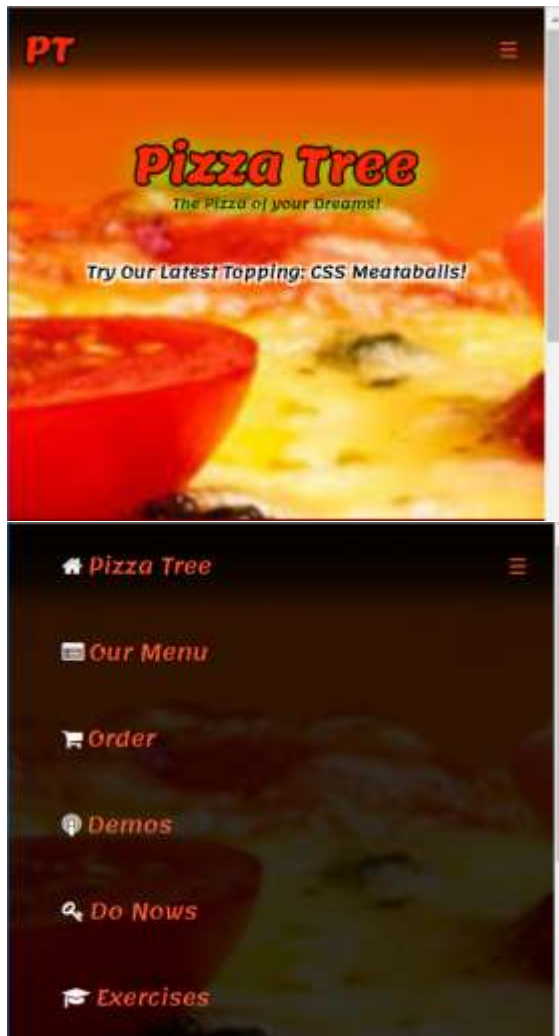 PT
Pizza Tree
The Pizza of your Dreams!
Try Our Latest Topping: CSS Meataballs!
Pizza Tree
Our Menu
Order
Demos
Do Nows
Exercises